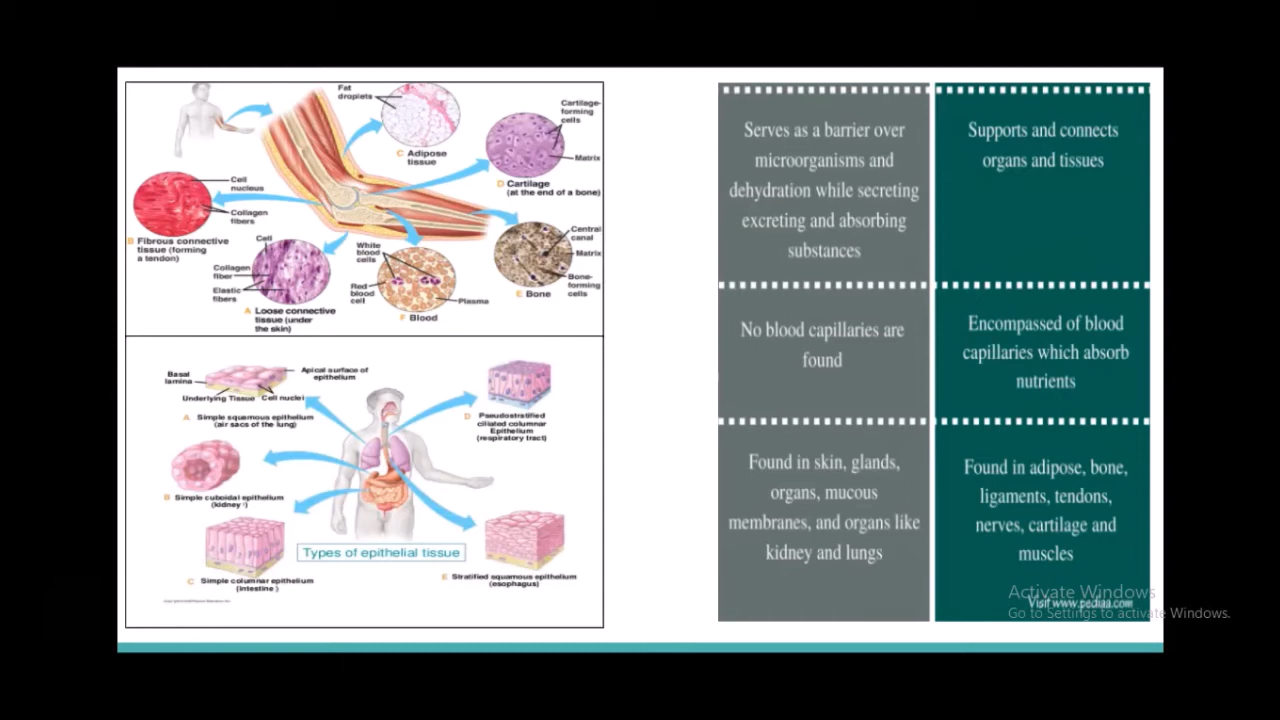 Fat
droplets
C Adipose
tissue
Cartilage-
forming
cells
Matrix
D Cartilage
(at the end of a bone)
Cell
nucleus
Collagen
fibers
B Fibrous connective
tissue (forming
a tendon)
Cell
Collagen
fiber
Elastic
fibers
A Loose connective
tissue (under
the skin)
White
blood
cells
Red
blood
cell
Plasma
F Blood
Central
canal
Matrix
Bone-
forming
cells
E Bone
Basal
lamina
Apical surface of
epithelium
Underlying Tissue
Cell nuclei
A Simple squamous epithelium
(air sacs of the lung)
B Simple cuboidal epithelium
(kidney )
C Simple columnar epithelium
(intestine )
D Pseudostratified
ciliated columnar
Epithelium
(respiratory tract)
E Stratified squamous epithelium
(esophagus)
Types of epithelial tissue
Serves as a barrier over
microorganisms and
dehydration while secreting
excreting and absorbing
substances
Supports and connects
organs and tissues
No blood capillaries are
found
Encompassed of blood
capillaries which absorb
nutrients
Found in skin, glands,
organs, mucous
membranes, and organs like
kidney and lungs
Found in adipose, bone,
ligaments, tendons,
nerves, cartilage and
muscles
Visit www.pediaa.com
Activate Windows
Go to Settings to activate Windows.